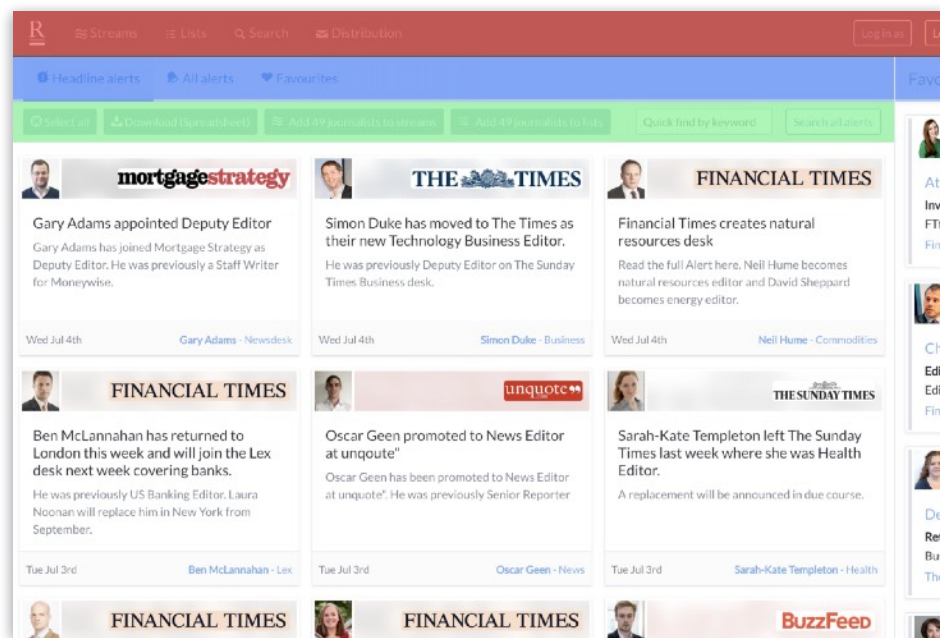 R
Streams
Lists
Search
Distribution
Log in as
Headline alerts
All alerts
Favourites
Select all
Download (Spreadsheet)
Add 49 journalists to streams
Add 49 journalists to lists
Quick find by keyword
Search all alerts
mortgagestrategy
Gary Adams appointed Deputy Editor
Gary Adams has joined Mortgage Strategy as
Deputy Editor. He was previously a Staff Writer
for Moneywise.
Wed Jul 4th
Gary Adams - Newsdesk
THE TIMES
Simon Duke has moved to The Times as
their new Technology Business Editor.
He was previously Deputy Editor on The Sunday
Times Business desk.
Wed Jul 4th
Simon Duke - Business
FINANCIAL TIMES
Financial Times creates natural
resources desk
Read the full Alert here. Neil Hume becomes
natural resources editor and David Sheppard
becomes energy editor.
Wed Jul 4th
Neil Hume - Commodities
FINANCIAL TIMES
Ben McLannahan has returned to
London this week and will join the Lex
desk next week covering banks.
He was previously US Banking Editor. Laura
Noonan will replace him in New York from
September.
Tue Jul 3rd
Ben McLannahan - Lex
unquote"
Oscar Geen promoted to News Editor
at unqoute"
Oscar Geen has been promoted to News Editor
at unquote". He was previously Senior Reporter
Tue Jul 3rd
Oscar Geen - News
THE SUNDAY TIMES
Sarah-Kate Templeton left The Sunday
Times last week where she was Health
Editor.
A replacement will be announced in due course.
Tue Jul 3rd
Sarah-Kate Templeton - Health
FINANCIAL TIMES
FINANCIAL TIMES
BuzzFeeD